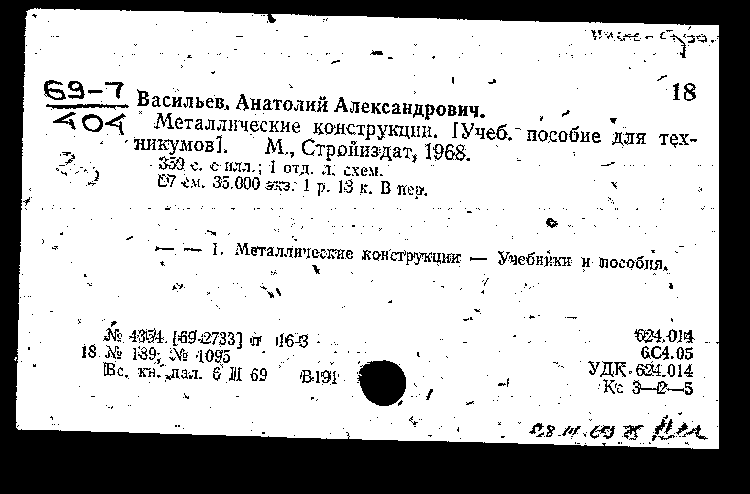 69-7
404
18
Васильев, Анатолий Александрович.
Металлические конструкции. [Учеб. пособие для тех-
никумов]. М., Стройиздат, 1968.
359 с. с илл.; 1 отд. л. схем.
см. 35.000 экз. 1 р. 13 к. В пер.
— — 1. Металлические конструкции — Учебники и пособия.
№ 4354 [69-2733] п 16-3
18 № 139; № 1095
Вс. кн. пал. 6 III 69 В-191
624.014
6С4.05
УДК 624.014
Кс 3—2—5